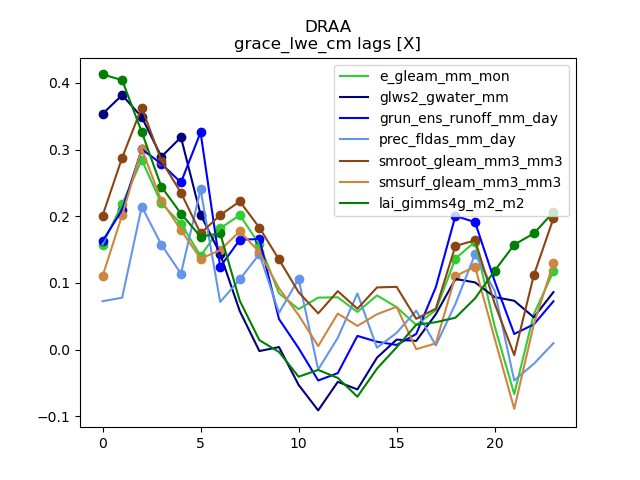 DRAA
grace_lwe_cm lags [X]
e_gleam_mm_mon
glws2_gwater_mm
grun_ens_runoff_mm_day
prec_fldas_mm_day
smroot_gleam_mm3_mm3
smsurf_gleam_mm3_mm3
lai_gimms4g_m2_m2
0.4
0.3
0.2
0.1
0.0
−0.1
0 5 10 15 20